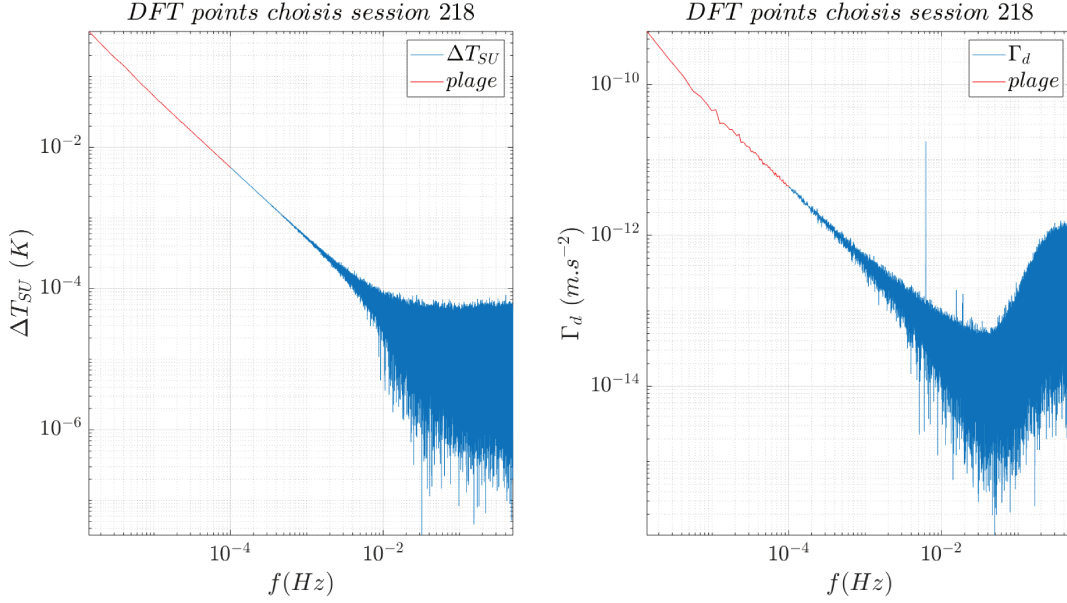 DFT points choisis session 218
ΔT_SU
plage
10^-2
10^-4
10^-6
ΔT_SU (K)
10^-4
10^-2
f(Hz)
DFT points choisis session 218
Γ_d
plage
10^-10
10^-12
10^-14
Γ_d (m.s^-2)
10^-4
10^-2
f(Hz)